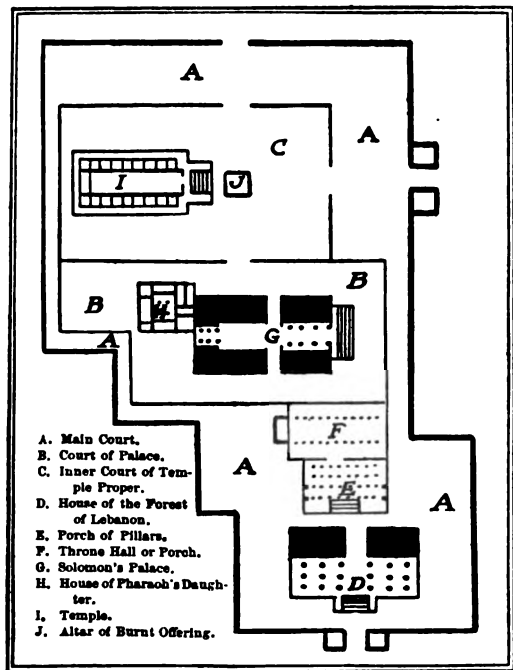 A
A
C
I
J
B
B
H
A
G
F
A
E
A
D
A. Main Court.
B. Court of Palace.
C. Inner Court of Tem-
ple Proper.
D. House of the Forest
of Lebanon.
E. Porch of Pillars.
F. Throne Hall or Porch.
G. Solomon's Palace.
H. House of Pharaoh's Daugh-
ter.
I. Temple.
J. Altar of Burnt Offering.